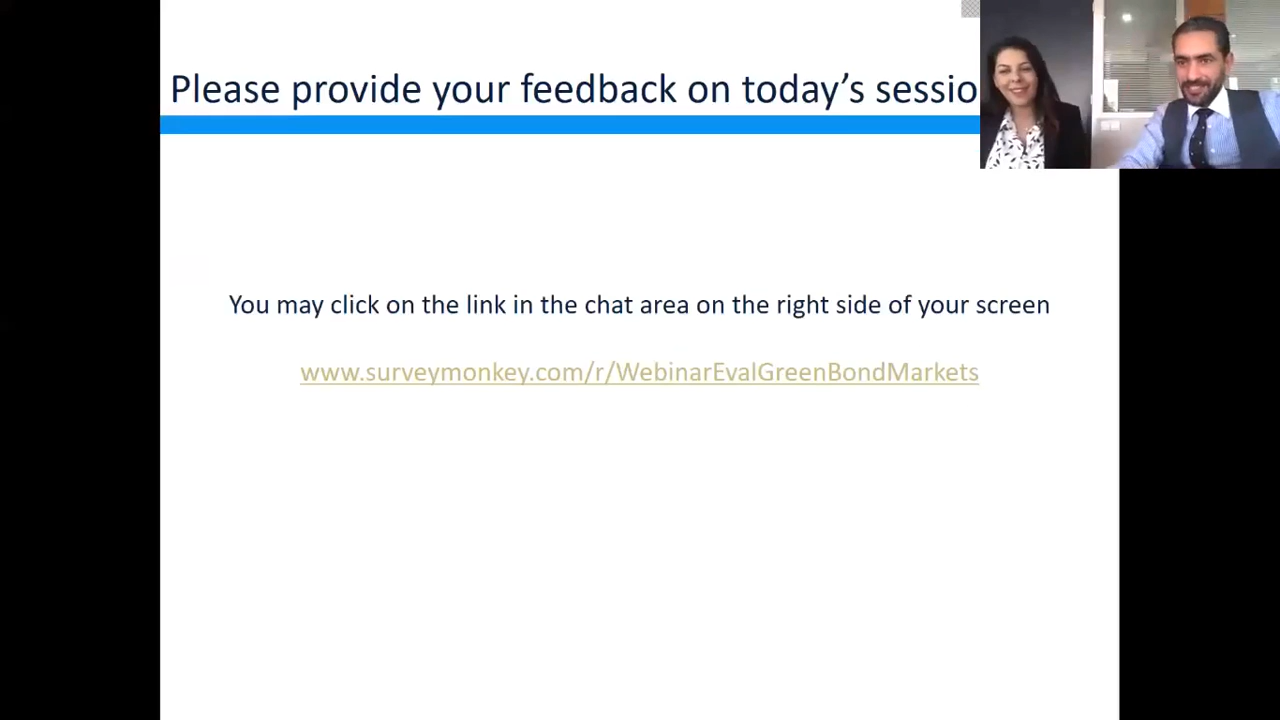 Please provide your feedback on today’s sessio
You may click on the link in the chat area on the right side of your screen
www.surveymonkey.com/r/WebinarEvalGreenBondMarkets